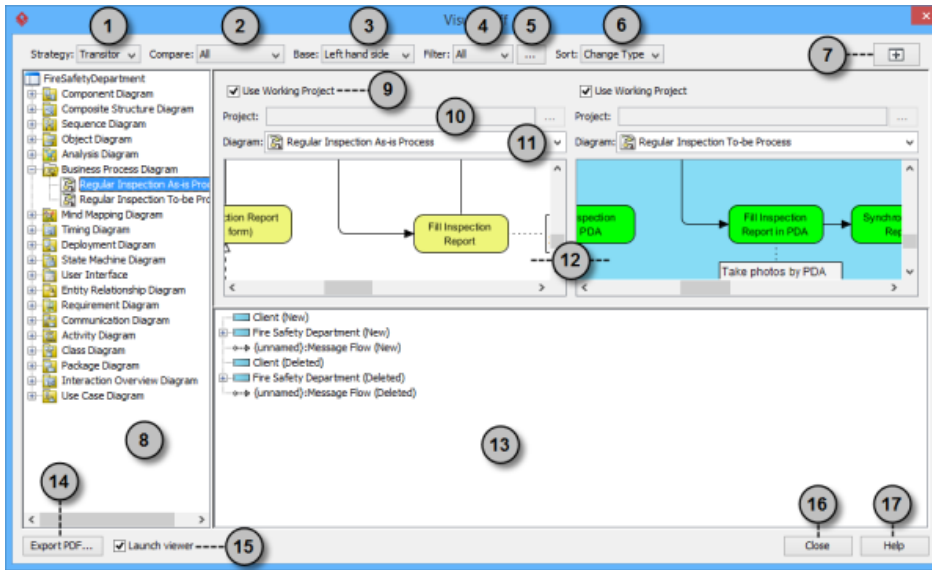 1 2 3 4 5 6
Strategy: Transitor Compare: All Base: Left hand side Filter: All ... Sort: Change Type 7
FireSafetyDepartment
Component Diagram
Composite Structure Diagram
Sequence Diagram
Object Diagram
Analysis Diagram
Business Process Diagram
Regular Inspection As-is Proc
Regular Inspection To-be Pro
Mind Mapping Diagram
Timing Diagram
Deployment Diagram
State Machine Diagram
User Interface
Entity Relationship Diagram
Requirement Diagram
Communication Diagram
Activity Diagram
Class Diagram
Package Diagram
Interaction Overview Diagram
Use Case Diagram
8
Use Working Project 9
Project: 10 ...
Diagram: Regular Inspection As-is Process 11
ction Report
form)
Fill Inspection
Report
12
Use Working Project
Project: ...
Diagram: Regular Inspection To-be Process
nspection
PDA
Fill Inspection
Report in PDA
Synchro
Rep
Take photos by PDA
Client (New)
Fire Safety Department (New)
(unnamed):Message Flow (New)
Client (Deleted)
Fire Safety Department (Deleted)
(unnamed):Message Flow (Deleted)
13
14 16 17
Export PDF... Launch viewer 15 Close Help